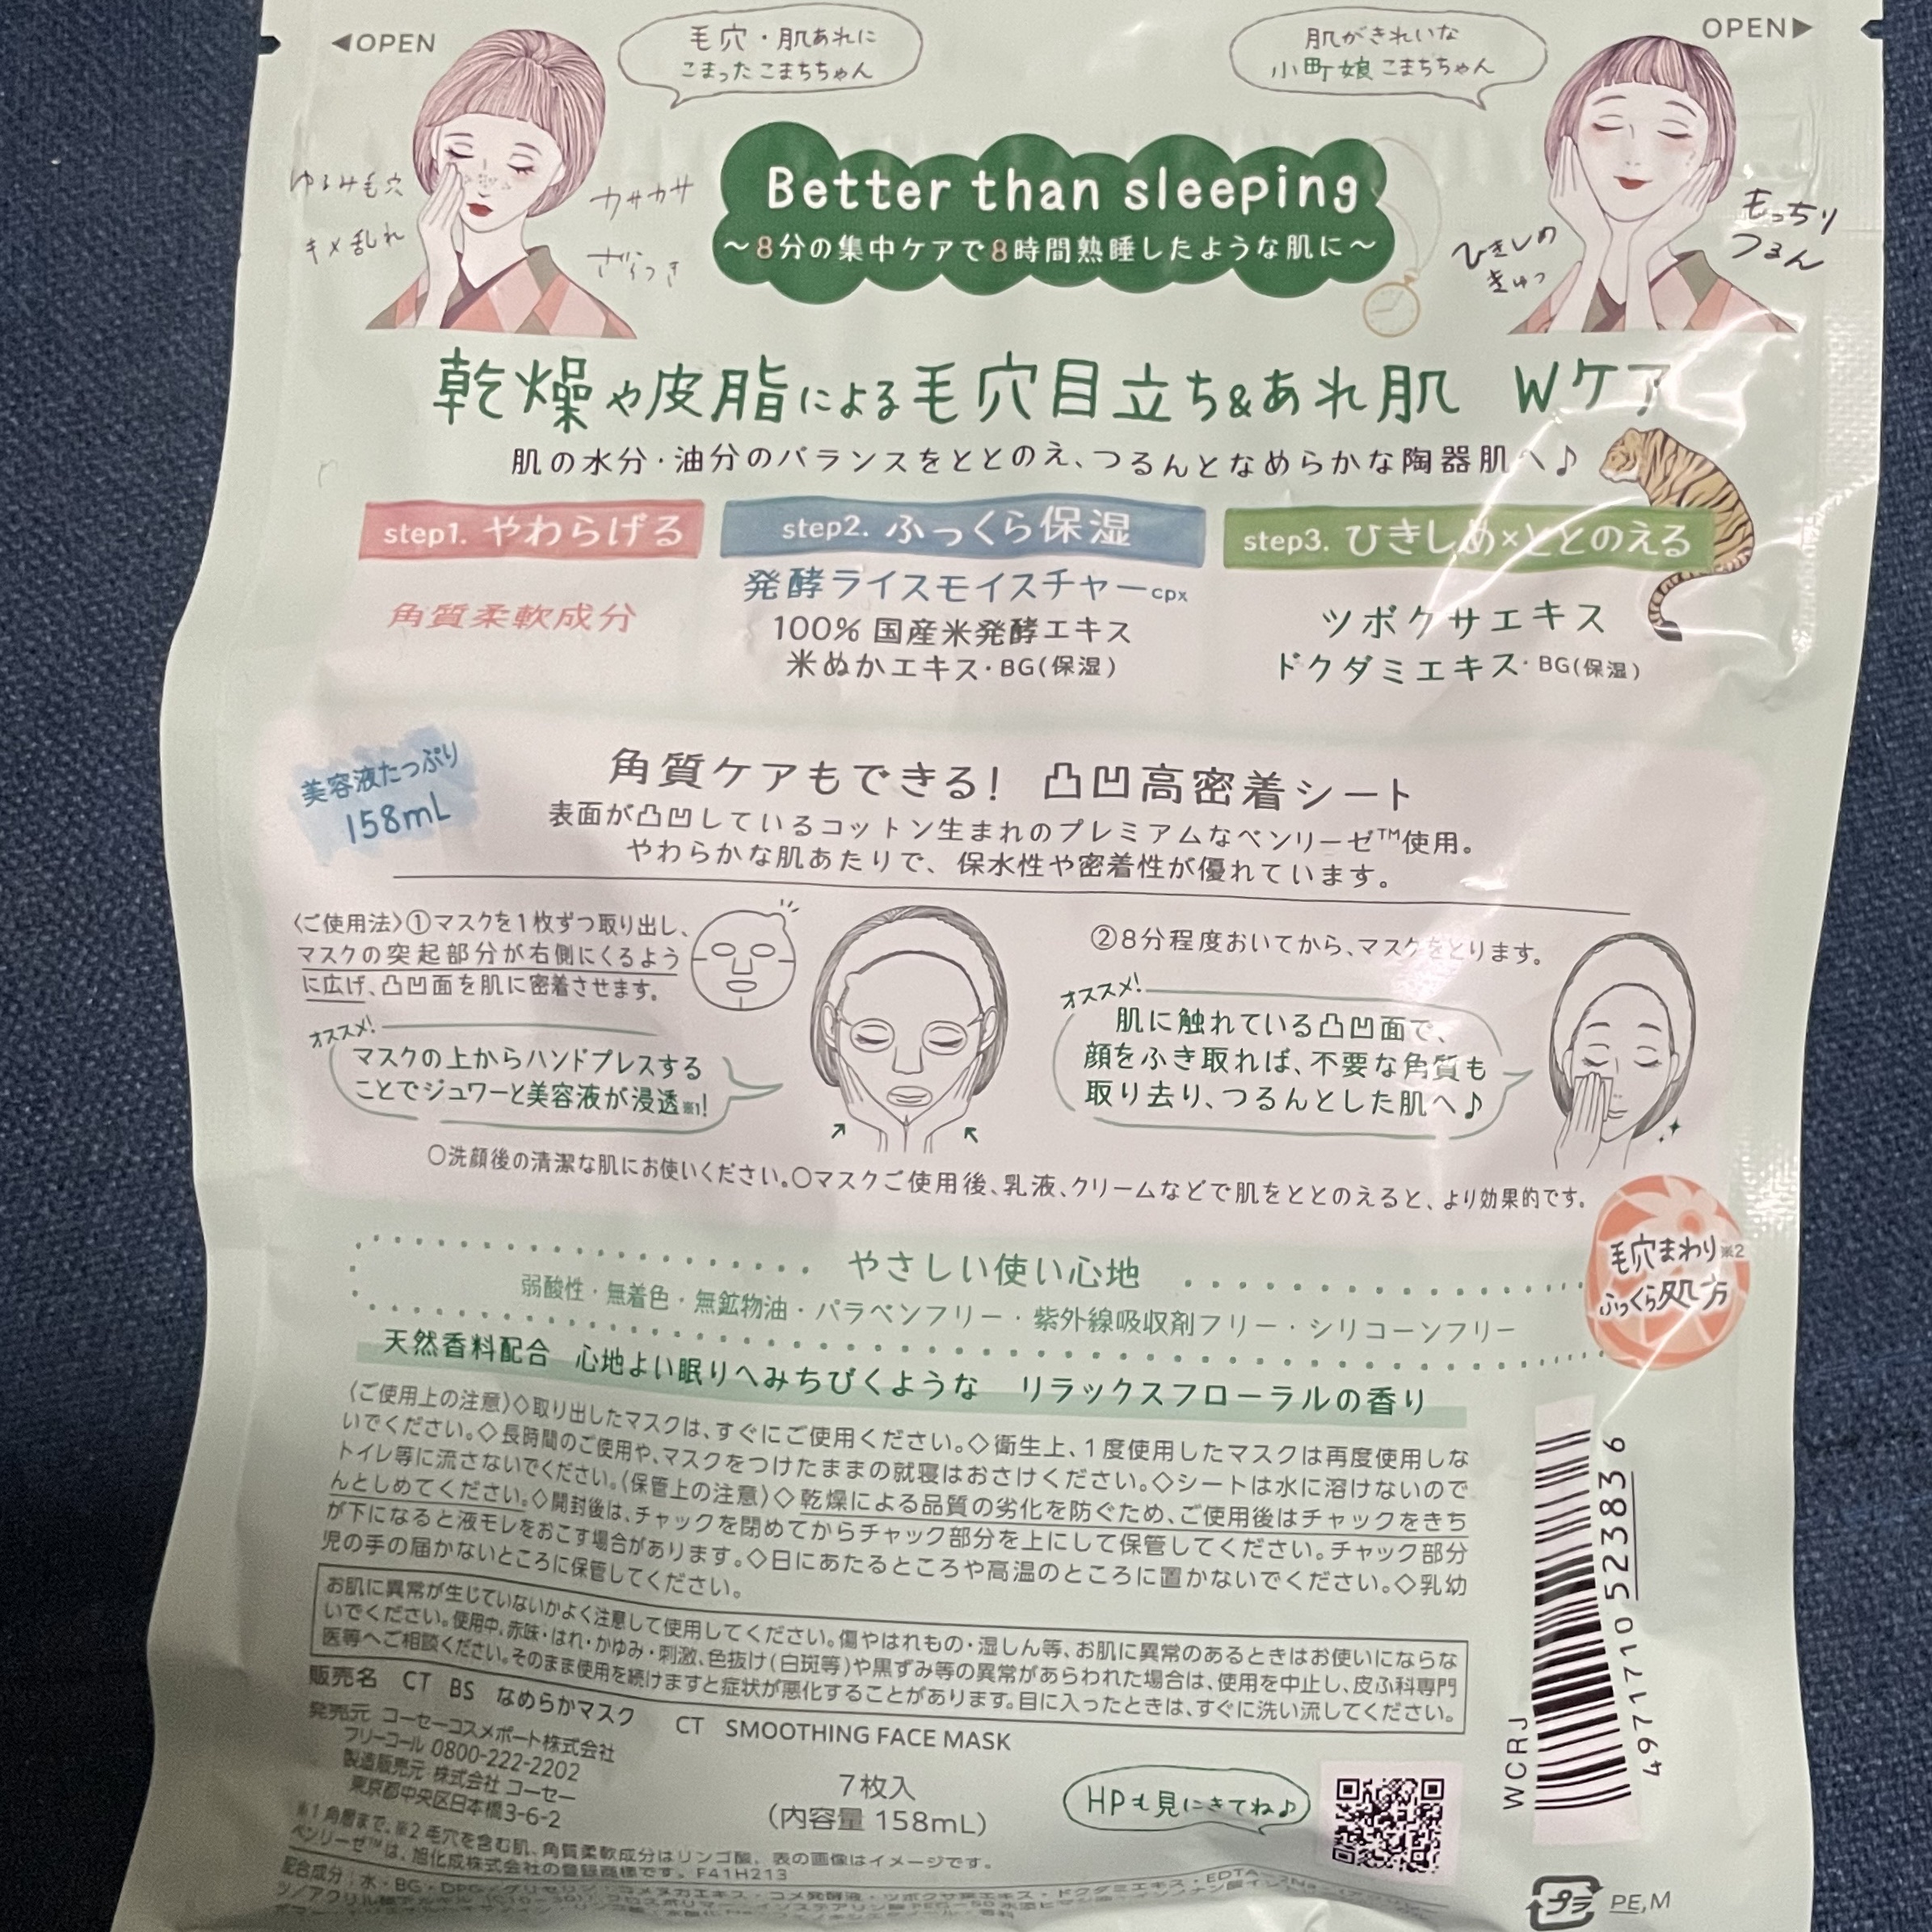 ◀OPEN
OPEN▶
毛穴・肌あれに
こまった こまちちゃん
肌がきれいな
小町娘 こまちちゃん
ゆるみ毛穴
キメ乱れ
カサカサ
ざらつき
Better than sleeping
〜8分の集中ケアで8時間熟睡したような肌に〜
ひきしめ
きゅっ
もっちり
つるん
乾燥や皮脂による毛穴目立ち&あれ肌 Wケア
肌の水分・油分のバランスをととのえ、つるんとなめらかな陶器肌へ♪
step1. やわらげる
角質柔軟成分
step2. ふっくら保湿
発酵ライスモイスチャーcpx
100% 国産米発酵エキス
米ぬかエキス・BG(保湿)
step3. ひきしめ×ととのえる
ツボクサエキス
ドクダミエキス・BG(保湿)
美容液たっぷり
158mL
角質ケアもできる! 凸凹高密着シート
表面が凸凹しているコットン生まれのプレミアムなベンリーゼ™使用。
やわらかな肌あたりで、保水性や密着性が優れています。
〈ご使用法〉①マスクを1枚ずつ取り出し、
マスクの突起部分が右側にくるよう
に広げ、凸凹面を肌に密着させます。
オススメ!
マスクの上からハンドプレスする
ことでジュワーと美容液が浸透※1!
②8分程度おいてから、マスクをとります。
オススメ!
肌に触れている凸凹面で、
顔をふき取れば、不要な角質も
取り去り、つるんとした肌へ♪
○洗顔後の清潔な肌にお使いください。○マスクご使用後、乳液、クリームなどで肌をととのえると、より効果的です。
毛穴まわり※2
ふっくら処方
やさしい使い心地
弱酸性・無着色・無鉱物油・パラベンフリー・紫外線吸収剤フリー・シリコーンフリー
天然香料配合 心地よい眠りへみちびくような リラックスフローラルの香り
〈ご使用上の注意〉◇取り出したマスクは、すぐにご使用ください。◇衛生上、1度使用したマスクは再度使用しな
いでください。◇長時間のご使用や、マスクをつけたままの就寝はおさけください。◇シートは水に溶けないので
トイレ等に流さないでください。〈保管上の注意〉◇乾燥による品質の劣化を防ぐため、ご使用後はチャックをきち
んとしめてください。◇開封後は、チャックを閉めてからチャック部分を上にして保管してください。チャック部分
が下になると液モレをおこす場合があります。◇日にあたるところや高温のところに置かないでください。◇乳幼
児の手の届かないところに保管してください。
お肌に異常が生じていないかよく注意して使用してください。傷やはれもの・湿しん等、お肌に異常のあるときはお使いにならな
いでください。使用中、赤味・はれ・かゆみ・刺激、色抜け(白斑等)や黒ずみ等の異常があらわれた場合は、使用を中止し、皮ふ科専門
医等へご相談ください。そのまま使用を続けますと症状が悪化することがあります。目に入ったときは、すぐに洗い流してください。
販売名 CT BS なめらかマスク CT SMOOTHING FACE MASK
発売元 コーセーコスメポート株式会社
フリーコール 0800-222-2202
製造販売元 株式会社 コーセー
東京都中央区日本橋3-6-2
7枚入
(内容量 158mL)
HPも見にきてね♪
WCRJ
4971710523836
※1 角層まで、※2 毛穴を含む肌、角質柔軟成分はリンゴ酸、表の画像はイメージです。
ベンリーゼ™は、旭化成株式会社の登録商標です。F41H213
配合成分:水・BG・DPG・グリセリン・コメヌカエキス・コメ発酵液・ツボクサ葉エキス・ドクダミエキス・EDTA-2Na
プラ
PE,M